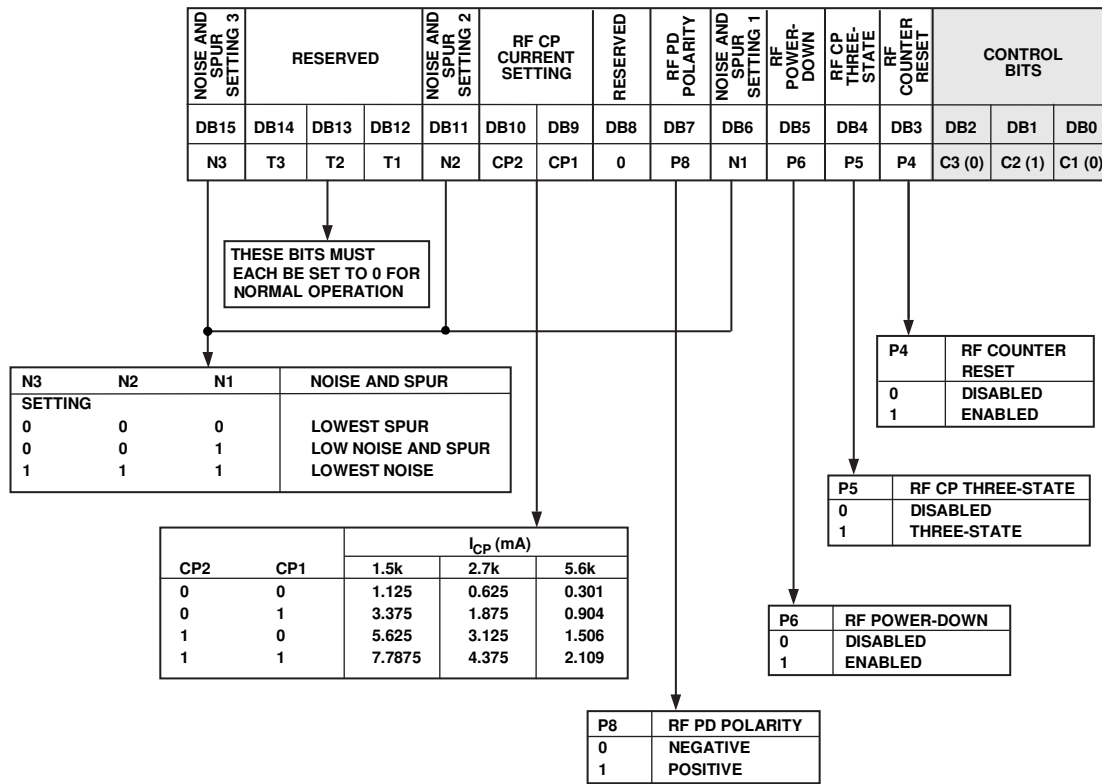 NOISE AND
SPUR
SETTING 3
RESERVED
NOISE AND
SPUR
SETTING 2
RF CP
CURRENT
SETTING
RESERVED
RF PD
POLARITY
NOISE AND
SPUR
SETTING 1
RF
POWER-
DOWN
RF CP
THREE-
STATE
RF
COUNTER
RESET
CONTROL
BITS
DB15 DB14 DB13 DB12 DB11 DB10 DB9 DB8 DB7 DB6 DB5 DB4 DB3 DB2 DB1 DB0
N3 T3 T2 T1 N2 CP2 CP1 0 P8 N1 P6 P5 P4 C3 (0) C2 (1) C1 (0)
THESE BITS MUST
EACH BE SET TO 0 FOR
NORMAL OPERATION
N3 N2 N1 NOISE AND SPUR
SETTING
0 0 0 LOWEST SPUR
0 0 1 LOW NOISE AND SPUR
1 1 1 LOWEST NOISE
P4 RF COUNTER
RESET
0 DISABLED
1 ENABLED
P5 RF CP THREE-STATE
0 DISABLED
1 THREE-STATE
ICP (mA)
CP2 CP1 1.5k 2.7k 5.6k
0 0 1.125 0.625 0.301
0 1 3.375 1.875 0.904
1 0 5.625 3.125 1.506
1 1 7.7875 4.375 2.109
P6 RF POWER-DOWN
0 DISABLED
1 ENABLED
P8 RF PD POLARITY
0 NEGATIVE
1 POSITIVE